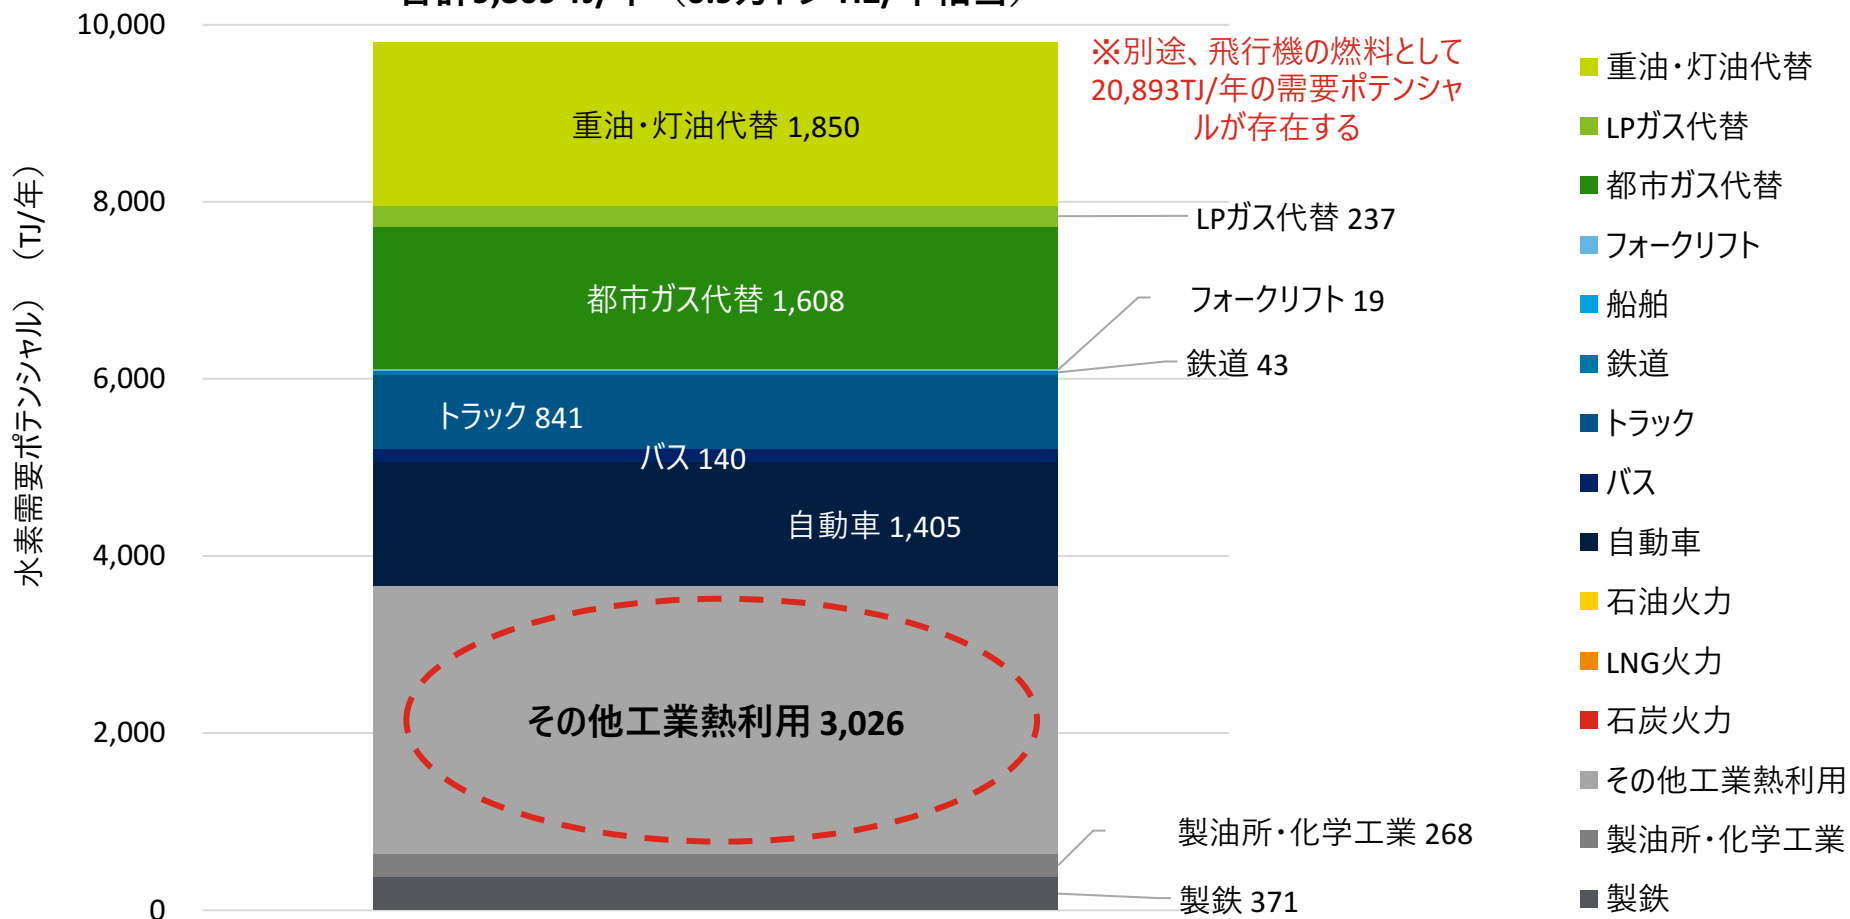 10,000
8,000
6,000
4,000
2,000
0
水素需要ポテンシャル）（TJ/年）
重油・灯油代替 1,850
都市ガス代替 1,608
トラック 841
バス 140
自動車 1,405
その他工業熱利用 3,026
※別途、飛行機の燃料として
20,893TJ/年の需要ポテンシャ
ルが存在する
LPガス代替 237
フォークリフト 19
鉄道 43
製油所・化学工業 268
製鉄 371
重油・灯油代替
LPガス代替
都市ガス代替
フォークリフト
船舶
鉄道
トラック
バス
自動車
石油火力
LNG火力
石炭火力
その他工業熱利用
製油所・化学工業
製鉄